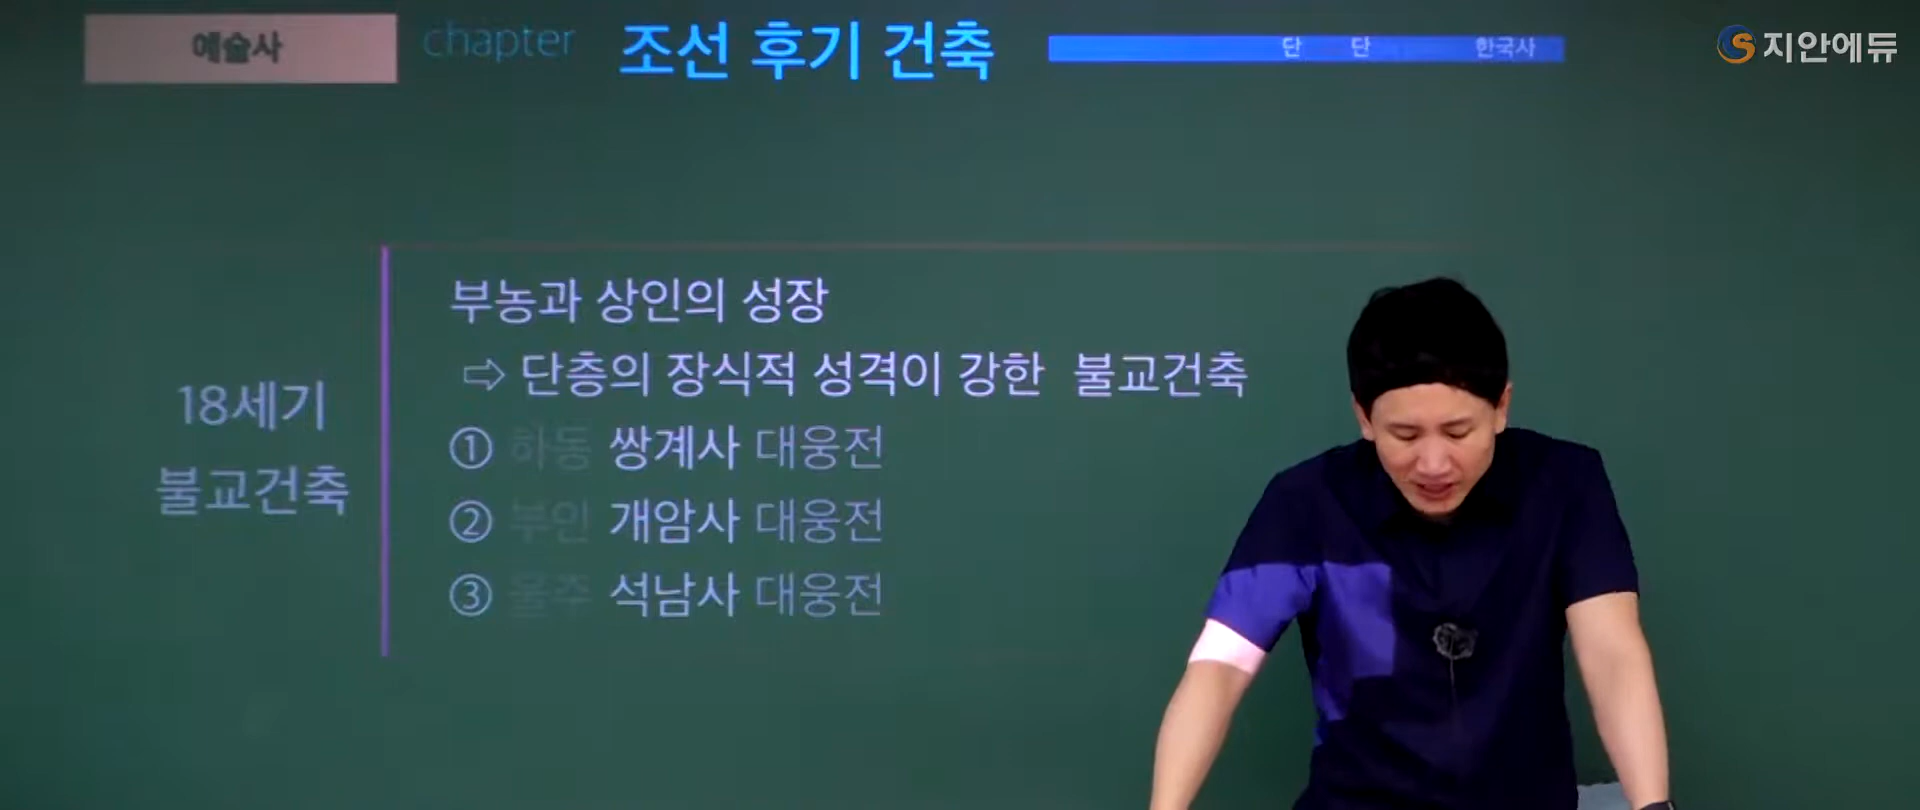 예술사
chapter
조선 후기 건축
단 단 한국사
지안에듀
18세기
불교건축
부농과 상인의 성장
⇨ 단층의 장식적 성격이 강한 불교건축
① 하동 쌍계사 대웅전
② 부안 개암사 대웅전
③ 울주 석남사 대웅전